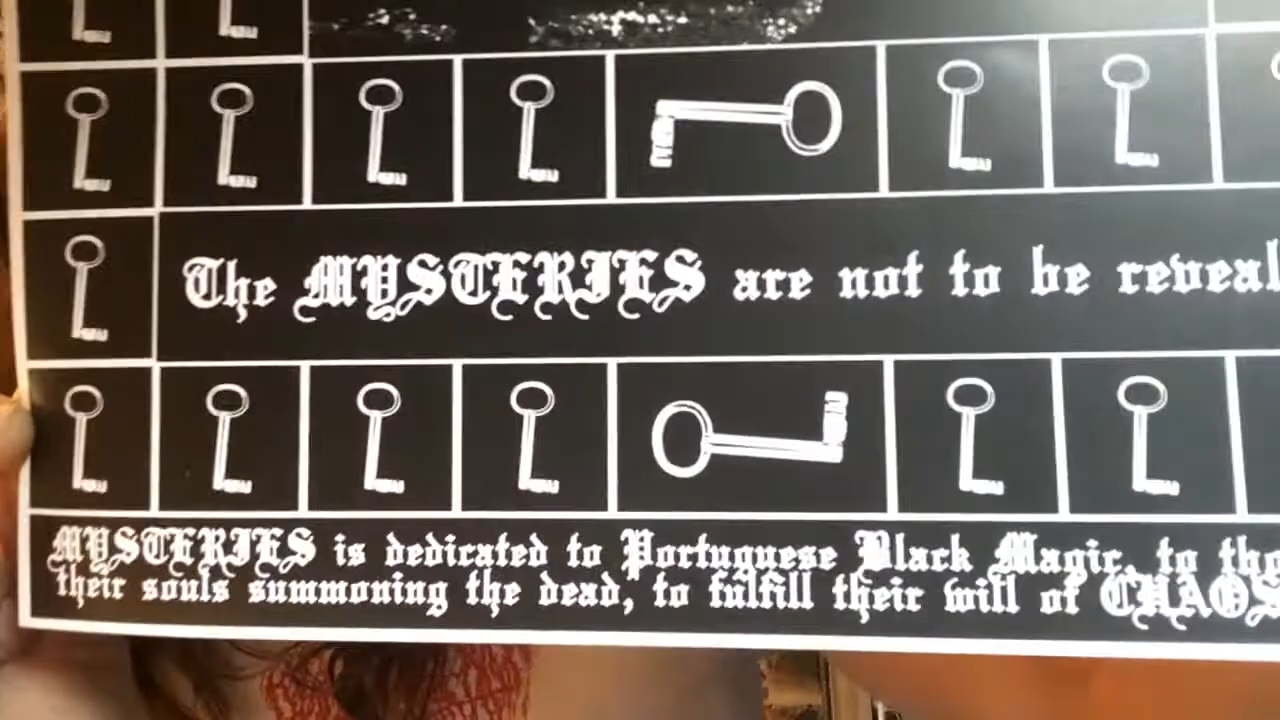 The MYSTERIES are not to be reveal
MYSTERIES is dedicated to Portuguese Black Magic, to tho
their souls summoning the dead, to fulfill their will of CHAOS